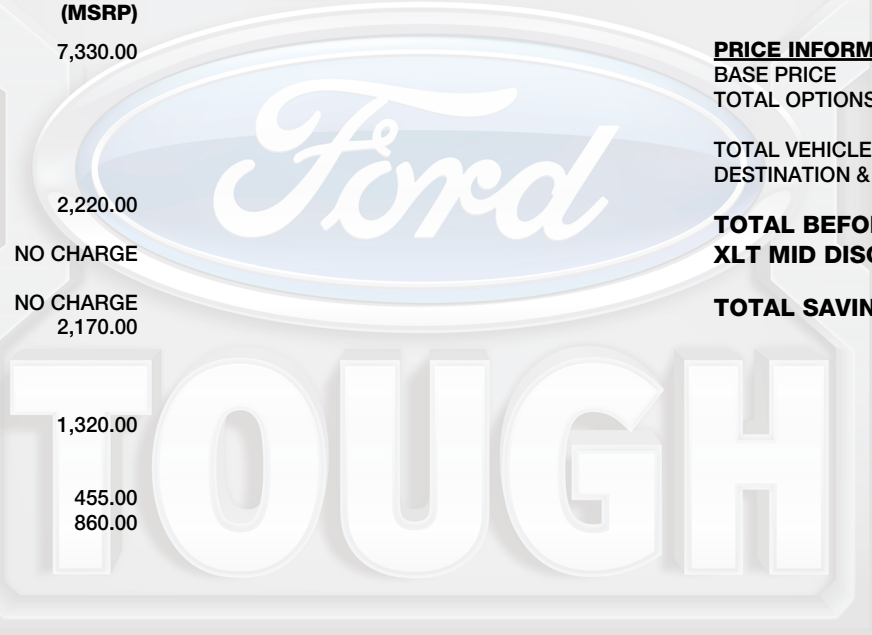 (MSRP)
7,330.00
2,220.00
NO CHARGE
NO CHARGE
2,170.00
1,320.00
455.00
860.00
PRICE INFORM
BASE PRICE
TOTAL OPTIONS
TOTAL VEHICLE
DESTINATION &
TOTAL BEFO
XLT MID DISC
TOTAL SAVIN
Ford
TOUGH